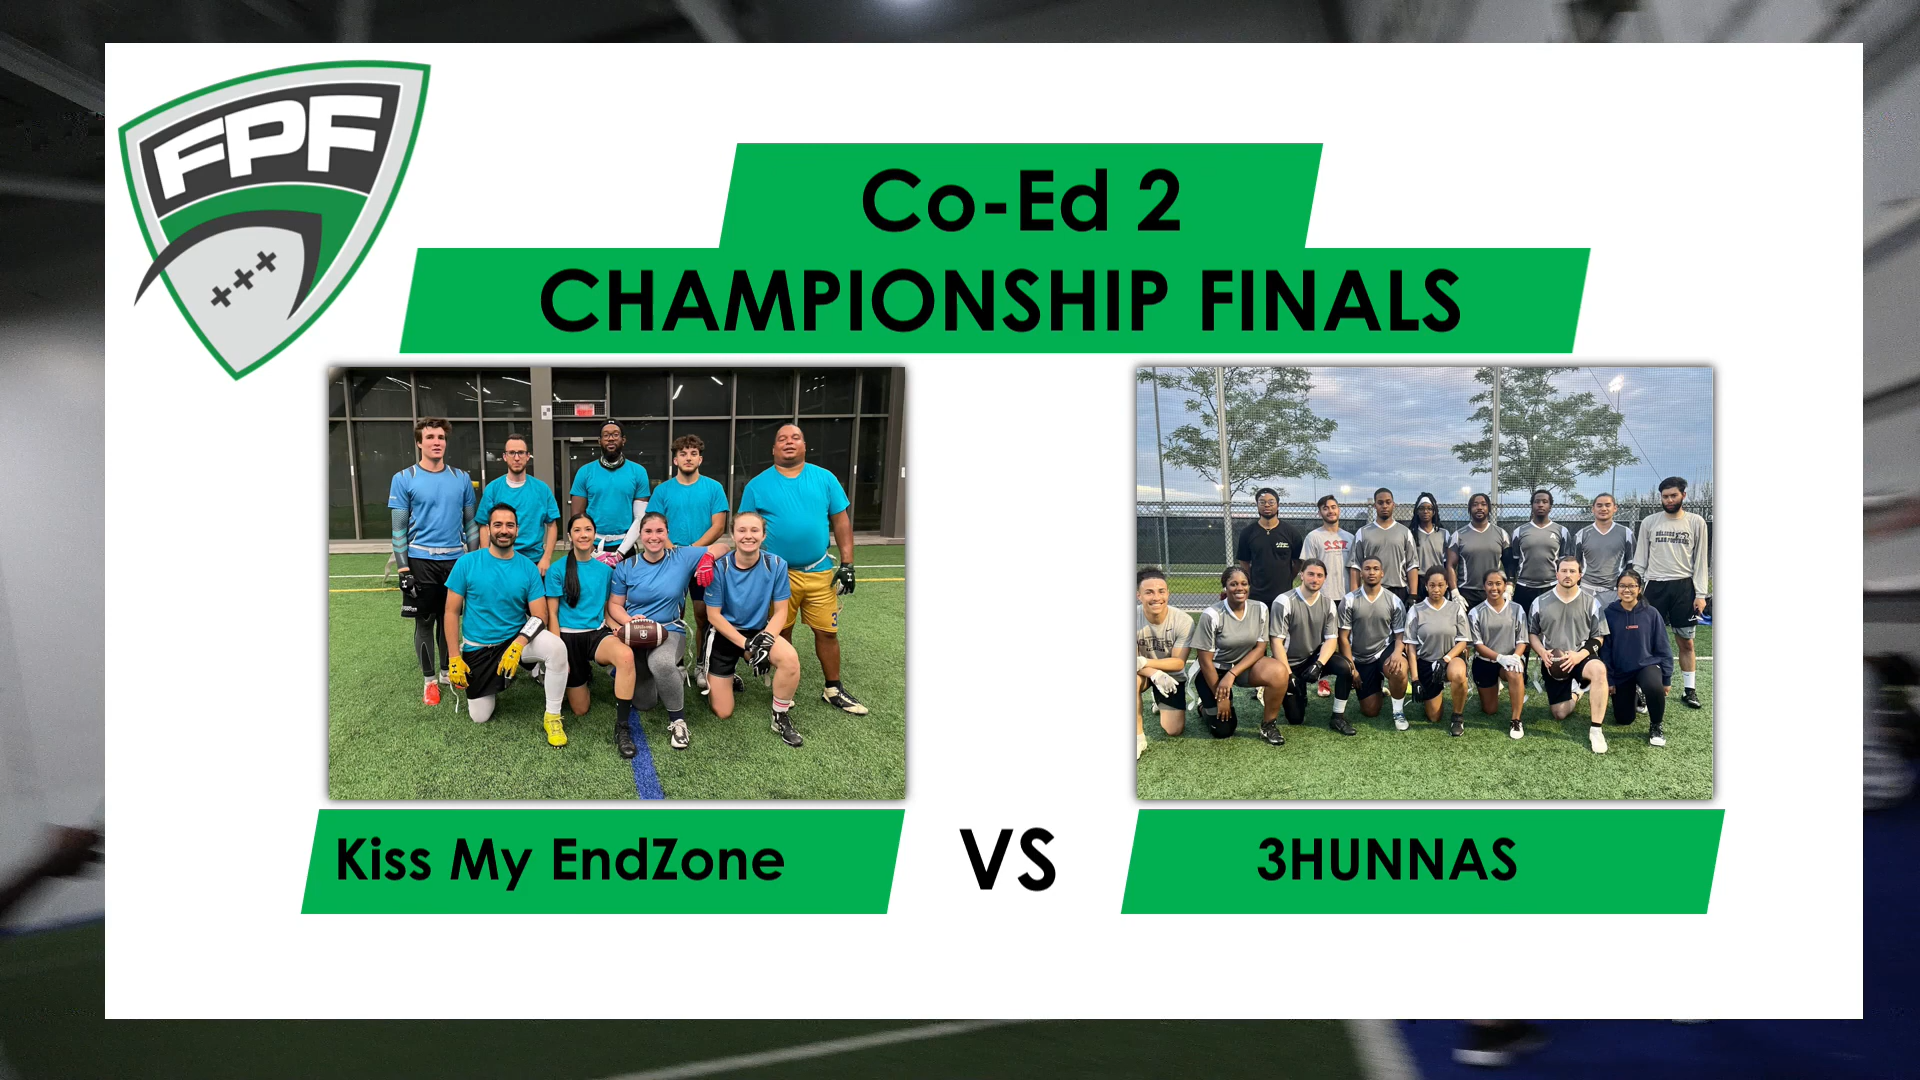 FPF
Co-Ed 2
CHAMPIONSHIP FINALS
Kiss My EndZone
VS
3HUNNAS